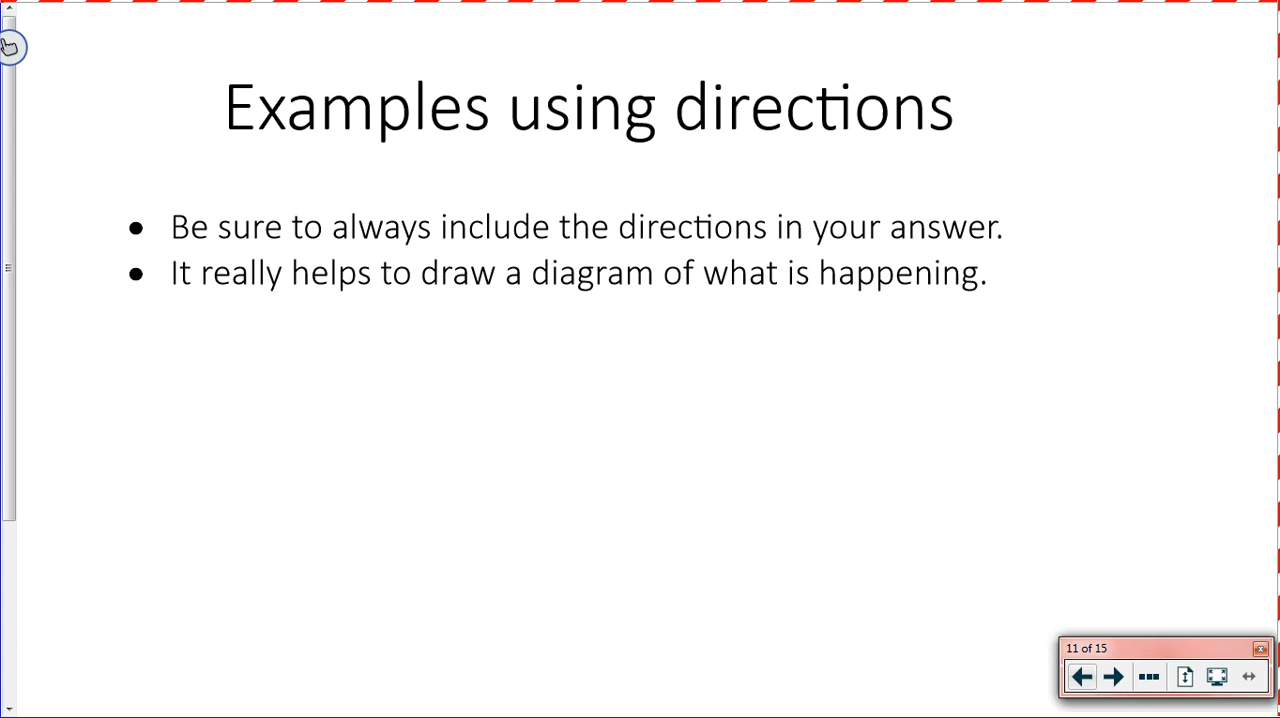 Examples using directions
● Be sure to always include the directions in your answer.
● It really helps to draw a diagram of what is happening.
11 of 15